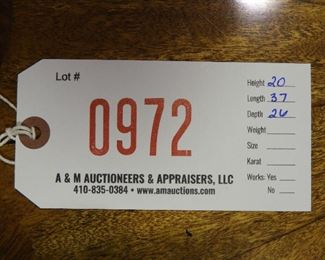 Lot #
0972
A & M AUCTIONEERS & APPRAISERS, LLC
410-835-0384 • www.amauctions.com
Height 20
Length 37
Depth 26
Weight
Size
Karat
Works: Yes
No